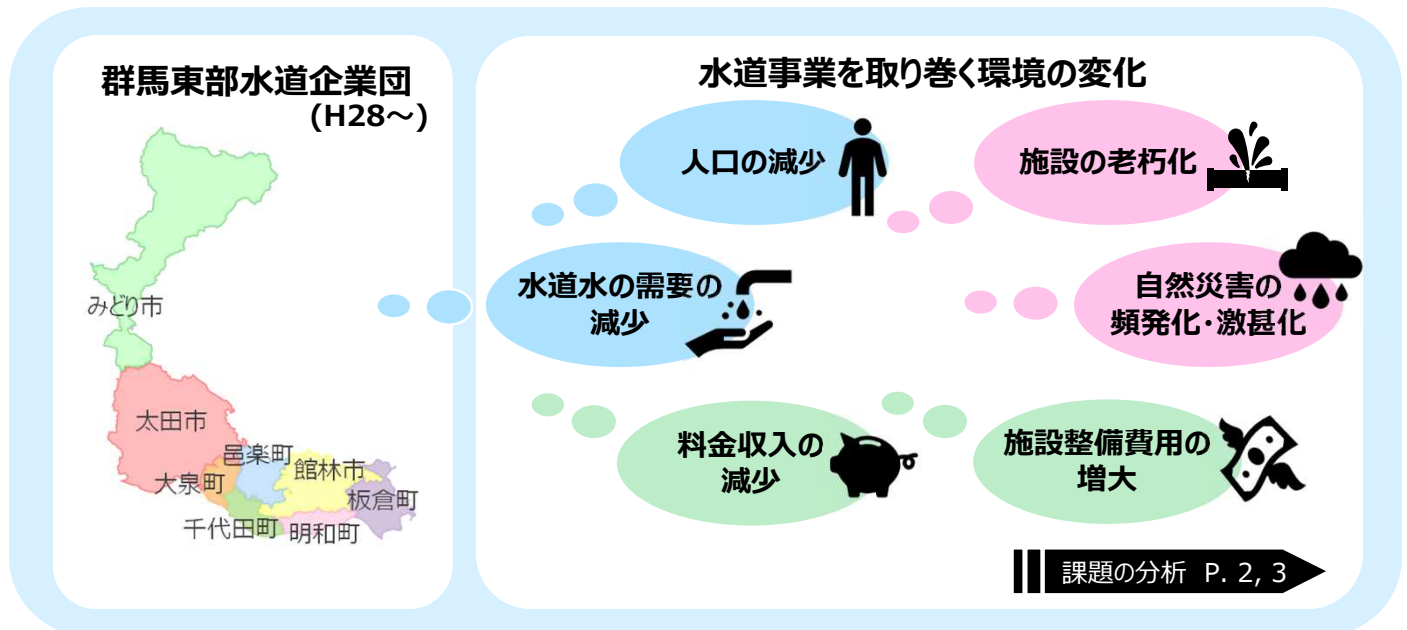 群馬東部水道企業団
(H28～)
みどり市
太田市
邑楽町
館林市
大泉町
板倉町
千代田町
明和町
水道事業を取り巻く環境の変化
人口の減少
施設の老朽化
水道水の需要の
減少
自然災害の
頻発化・激甚化
料金収入の
減少
施設整備費用の
増大
課題の分析 P. 2, 3